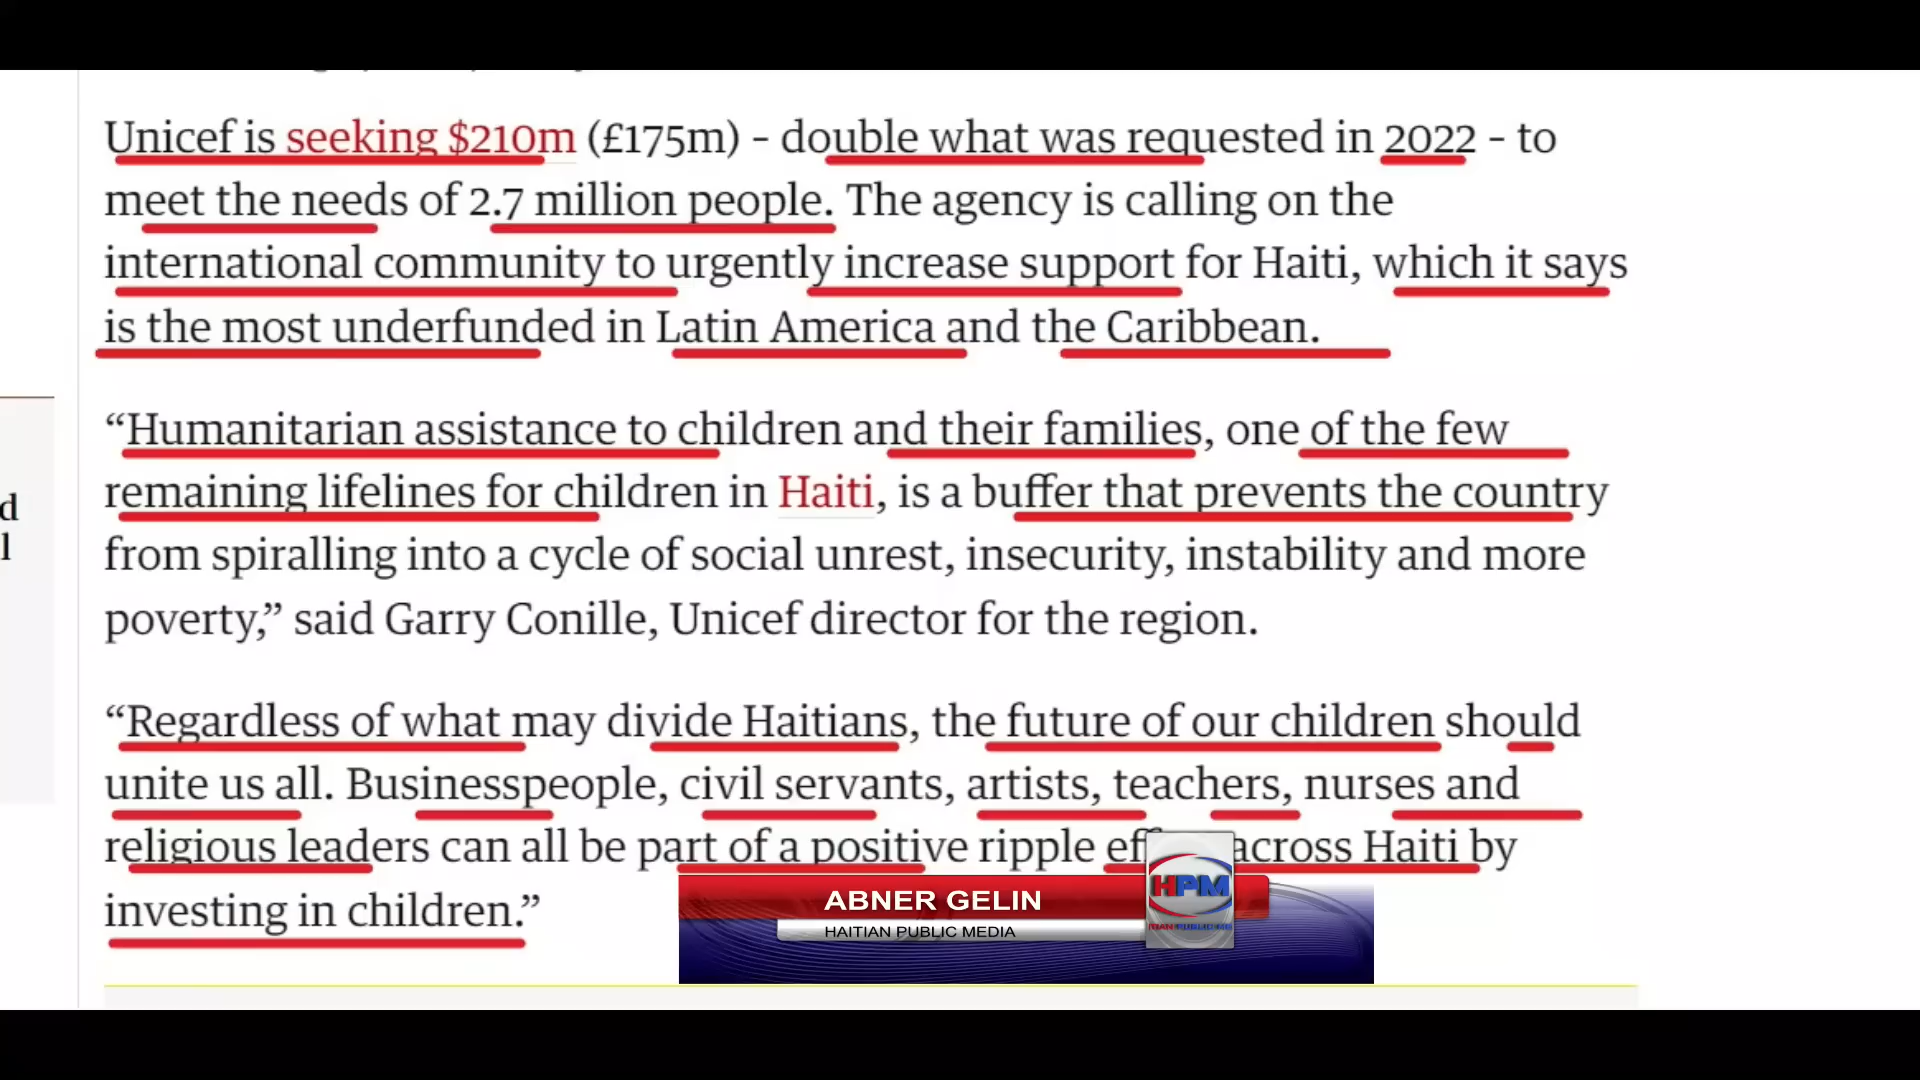 Unicef is seeking $210m (£175m) - double what was requested in 2022 - to
meet the needs of 2.7 million people. The agency is calling on the
international community to urgently increase support for Haiti, which it says
is the most underfunded in Latin America and the Caribbean.
“Humanitarian assistance to children and their families, one of the few
remaining lifelines for children in Haiti, is a buffer that prevents the country
from spiralling into a cycle of social unrest, insecurity, instability and more
poverty,” said Garry Conille, Unicef director for the region.
“Regardless of what may divide Haitians, the future of our children should
unite us all. Businesspeople, civil servants, artists, teachers, nurses and
religious leaders can all be part of a positive ripple across Haiti by
investing in children.”
d
l
ABNER GELIN
HAITIAN PUBLIC MEDIA
HPM